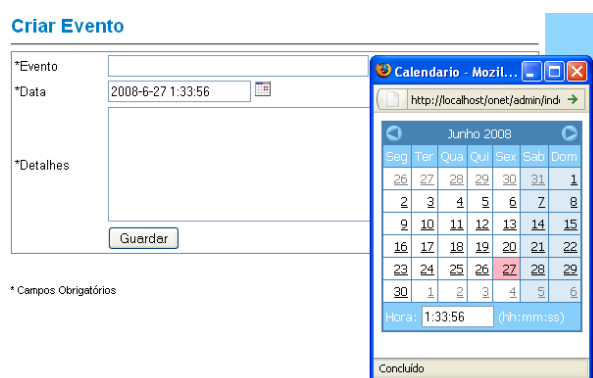 Criar Evento
*Evento
*Data
2008-6-27 1:33:56
*Detalhes
Guardar
* Campos Obrigatórios
Calendario - Mozil...
http://localhost/onet/admin/ind
Junho 2008
Seg Ter Qua Qui Sex Sab Dom
26 27 28 29 30 31 1
2 3 4 5 6 7 8
9 10 11 12 13 14 15
16 17 18 19 20 21 22
23 24 25 26 27 28 29
30 1 2 3 4 5 6
Hora: 1:33:56 (hh:mm:ss)
Concluído